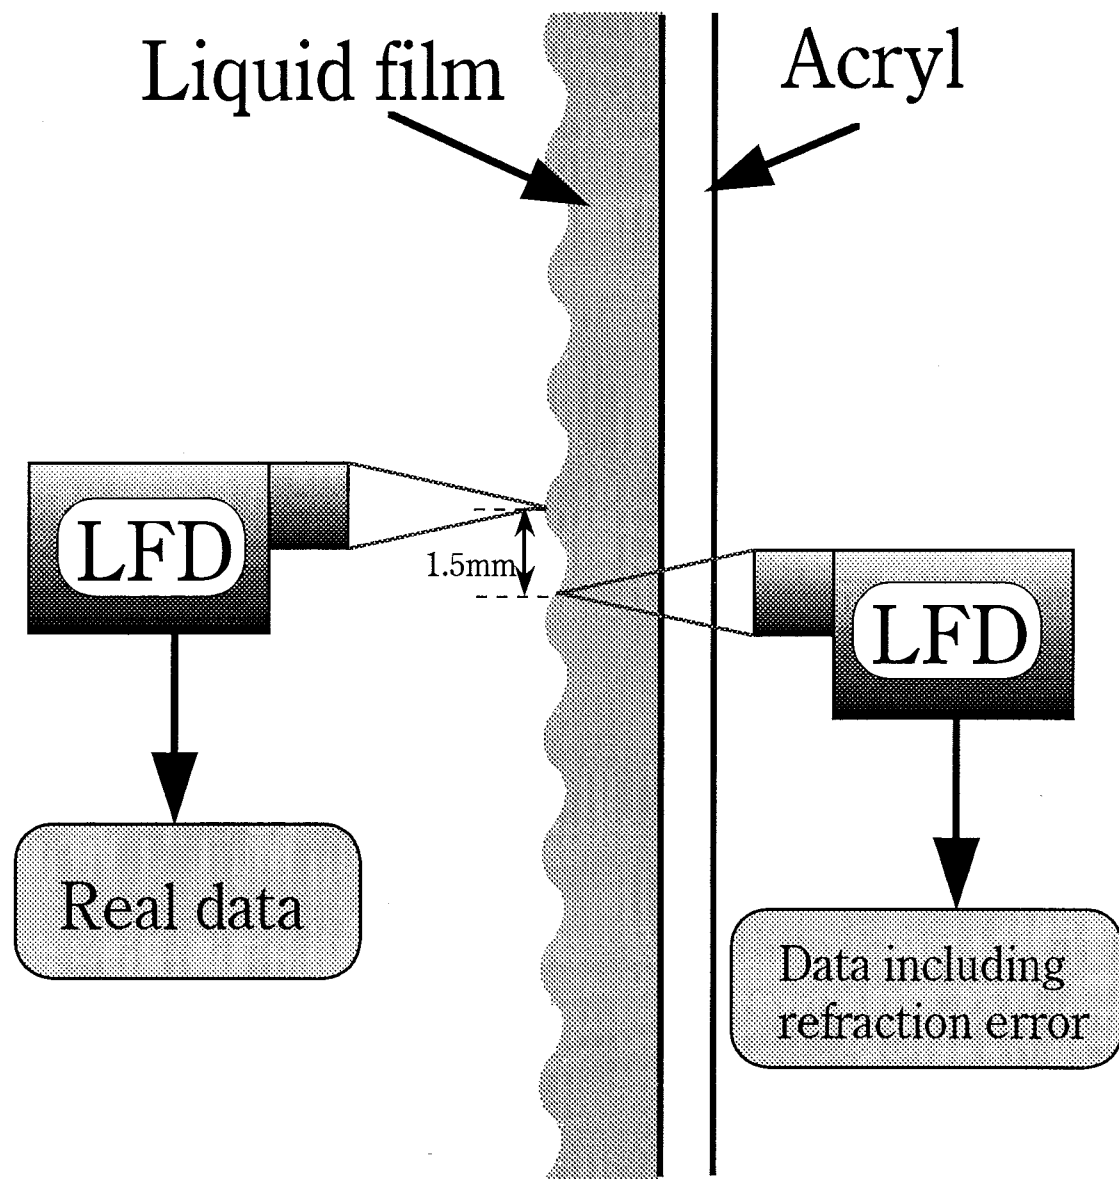 Liquid film
Acryl
LFD
1.5mm
LFD
Real data
Data including
refraction error